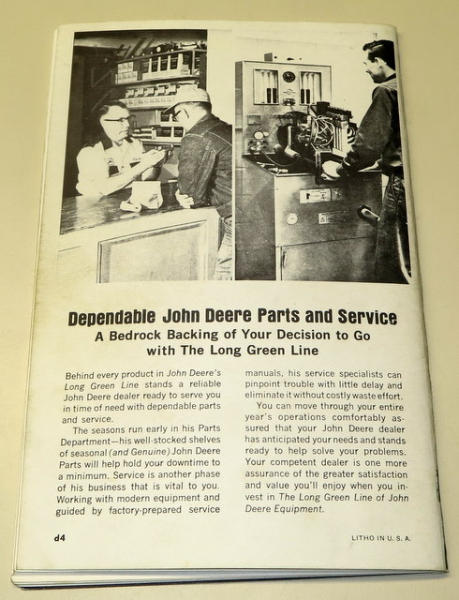 Dependable John Deere Parts and Service
A Bedrock Backing of Your Decision to Go
with The Long Green Line
Behind every product in John Deere's
Long Green Line stands a reliable
John Deere dealer ready to serve you
in time of need with dependable parts
and service.
The seasons run early in his Parts
Department—his well-stocked shelves
of seasonal (and Genuine) John Deere
Parts will help hold your downtime to
a minimum. Service is another phase
of his business that is vital to you.
Working with modern equipment and
guided by factory-prepared service
manuals, his service specialists can
pinpoint trouble with little delay and
eliminate it without costly waste effort.
You can move through your entire
year's operations comfortably as-
sured that your John Deere dealer
has anticipated your needs and stands
ready to help solve your problems.
Your competent dealer is one more
assurance of the greater satisfaction
and value you'll enjoy when you in-
vest in The Long Green Line of John
Deere Equipment.
d4
LITHO IN U. S. A.